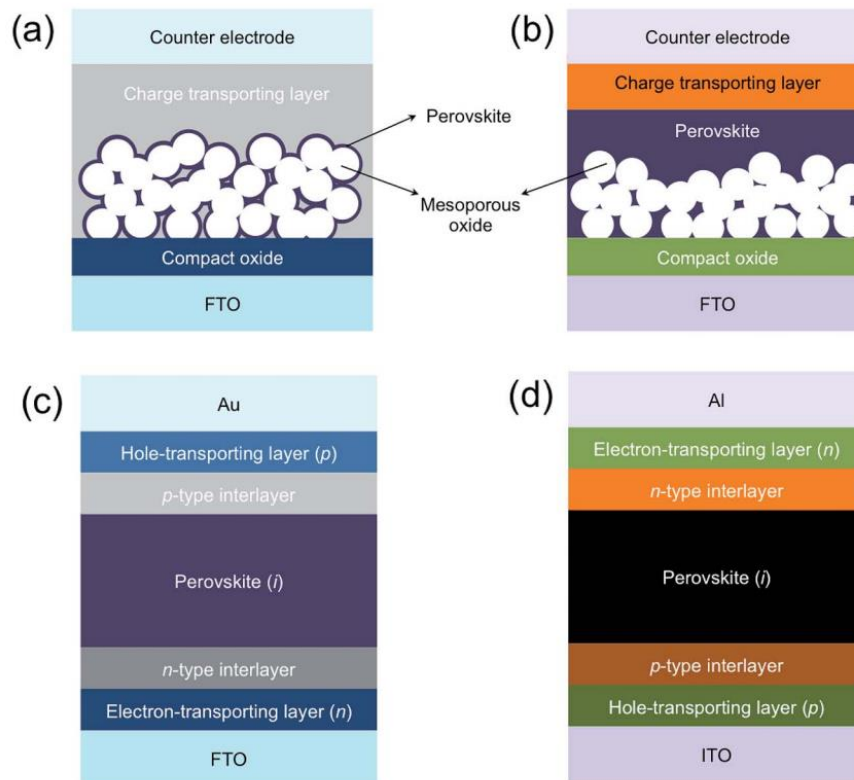 (a)
Counter electrode
Charge transporting layer
Perovskite
Mesoporous
oxide
Compact oxide
FTO
(b)
Counter electrode
Charge transporting layer
Perovskite
Compact oxide
FTO
(c)
Au
Hole-transporting layer (p)
p-type interlayer
Perovskite (i)
n-type interlayer
Electron-transporting layer (n)
FTO
(d)
Al
Electron-transporting layer (n)
n-type interlayer
Perovskite (i)
p-type interlayer
Hole-transporting layer (p)
ITO